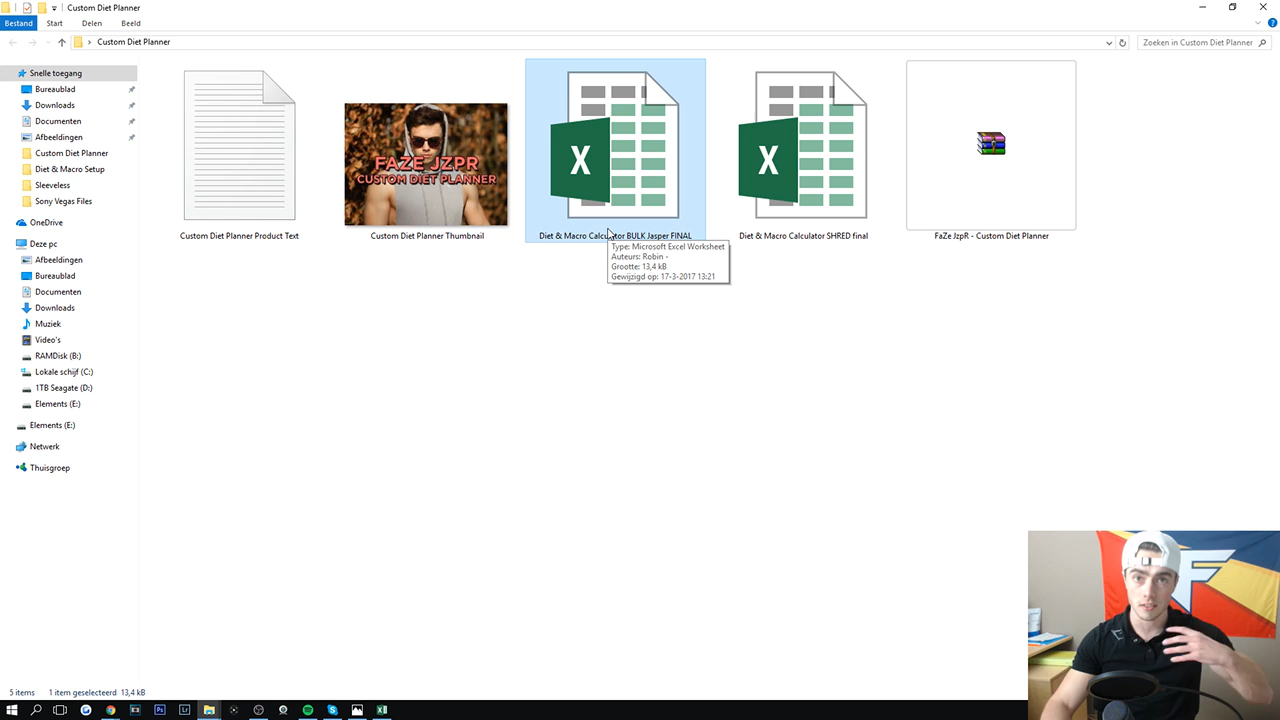 Custom Diet Planner
Bestand Start Delen Beeld
Custom Diet Planner
Zoeken in Custom Diet Planner
Snelle toegang
Bureaublad
Downloads
Documenten
Afbeeldingen
Custom Diet Planner
Diet & Macro Setup
Sleeveless
Sony Vegas Files
OneDrive
Deze pc
Afbeeldingen
Bureaublad
Documenten
Downloads
Muziek
Video's
RAMDisk (B:)
Lokale schijf (C:)
1TB Seagate (D:)
Elements (E:)
Elements (E:)
Netwerk
Thuisgroep
FAZE JZPR
CUSTOM DIET PLANNER
X
X
Custom Diet Planner Product Text
Custom Diet Planner Thumbnail
Diet & Macro Calculator BULK Jasper FINAL
Diet & Macro Calculator SHRED final
FaZe JzpR - Custom Diet Planner
Type: Microsoft Excel Worksheet
Auteurs: Robin -
Grootte: 13,4 kB
Gewijzigd op: 17-3-2017 13:21
5 items 1 item geselecteerd 13,4 kB